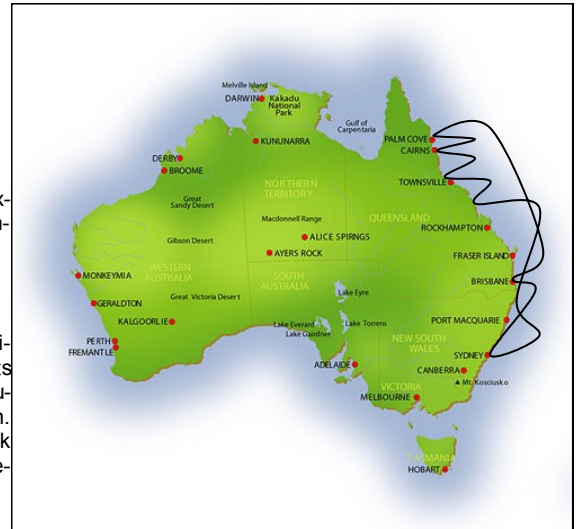 Melville Island
DARWIN
Kakadu
National
Park
Gulf of
Carpentaria
PALM COVE
CAIRNS
KUNUNARRA
DERBY
BROOME
TOWNSVILLE
NORTHERN
TERRITORY
Great
Sandy Desert
Macdonnell Range
QUEENSLAND
ROCKHAMPTON
ALICE SPIRNGS
Gibson Desert
AYERS ROCK
FRASER ISLAND
MONKEYMIA
WESTERN
AUSTRALIA
SOUTH
AUSTRALIA
BRISBANE
Great Victoria Desert
Lake Eyre
GERALDTON
KALGOORLIE
Lake Everard
Lake Torrens
Lake Gairdner
PORT MACQUARIE
PERTH
FREMANTLE
NEW SOUTH
WALES
SYDNEY
ADELAIDE
CANBERRA
Mt. Kosciusko
VICTORIA
MELBOURNE
TASMANIA
HOBART